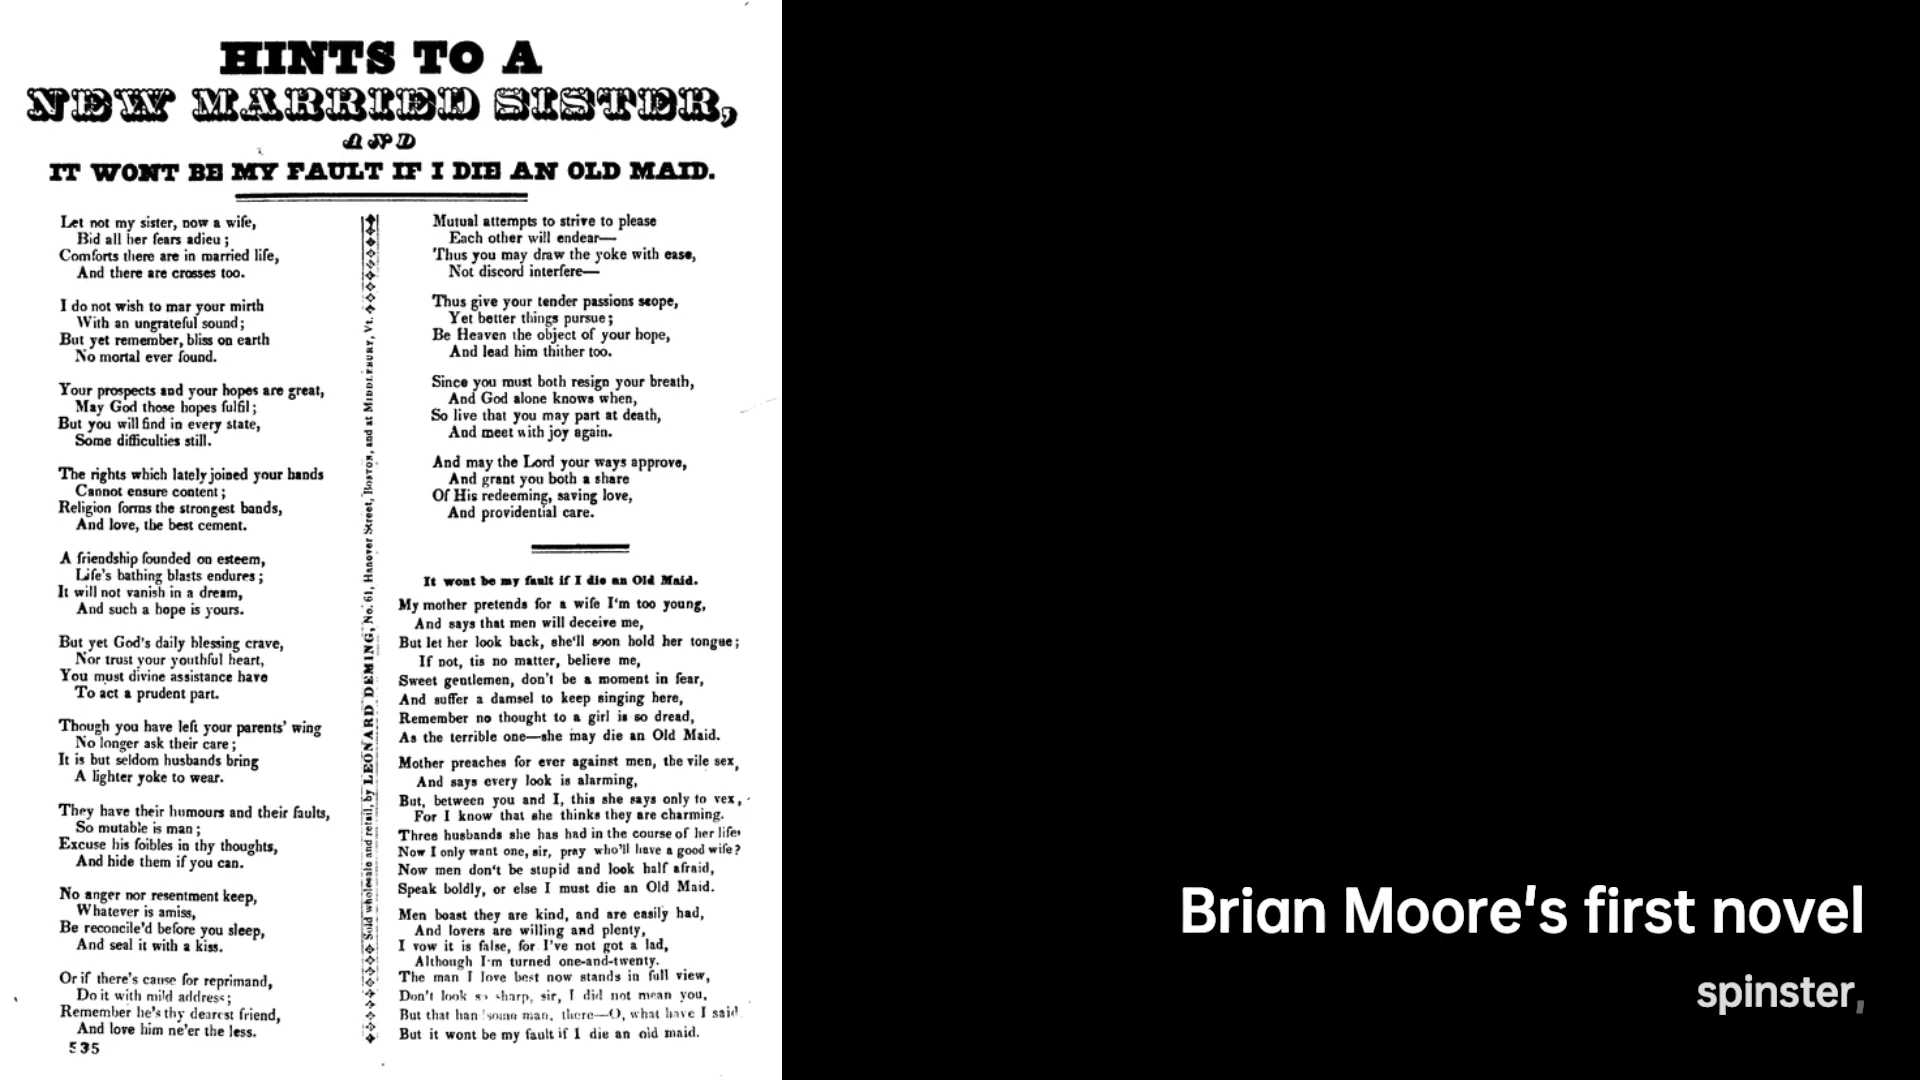 HINTS TO A
NEW MARRIED SISTER,
AND
IT WONT BE MY FAULT IF I DIE AN OLD MAID.
Let not my sister, now a wife,
Bid all her fears adieu;
Comforts there are in married life,
And there are crosses too.
I do not wish to mar your mirth
With an ungrateful sound;
But yet remember, bliss on earth
No mortal ever found.
Your prospects and your hopes are great,
May God those hopes fulfil;
But you will find in every state,
Some difficulties still.
The rights which lately joined your hands
Cannot ensure content;
Religion forms the strongest bands,
And love, the best cement.
A friendship founded on esteem,
Life's bathing blasts endures;
It will not vanish in a dream,
And such a hope is yours.
But yet God's daily blessing crave,
Nor trust your youthful heart,
You must divine assistance have
To act a prudent part.
Though you have left your parents' wing
No longer ask their care;
It is but seldom husbands bring
A lighter yoke to wear.
They have their humours and their faults,
So mutable is man;
Excuse his foibles in thy thoughts,
And hide them if you can.
No anger nor resentment keep,
Whatever is amiss,
Be reconcile'd before you sleep,
And seal it with a kiss.
Or if there's cause for reprimand,
Do it with mild address;
Remember he's thy dearest friend,
And love him ne'er the less.
535
Sold wholesale and retail, by LEONARD DEMING, No. 61, Hanover Street, BOSTON, and at MIDDLEBURY, Vt.
Mutual attempts to strive to please
Each other will endear—
Thus you may draw the yoke with ease,
Not discord interfere—
Thus give your tender passions scope,
Yet better things pursue;
Be Heaven the object of your hope,
And lead him thither too.
Since you must both resign your breath,
And God alone knows when,
So live that you may part at death,
And meet with joy again.
And may the Lord your ways approve,
And grant you both a share
Of His redeeming, saving love,
And providential care.
It wont be my fault if I die an Old Maid.
My mother pretends for a wife I'm too young,
And says that men will deceive me,
But let her look back, she'll soon hold her tongue;
If not, tis no matter, believe me,
Sweet gentlemen, don't be a moment in fear,
And suffer a damsel to keep singing here,
Remember no thought to a girl is so dread,
As the terrible one—she may die an Old Maid.
Mother preaches for ever against men, the vile sex,
And says every look is alarming,
But, between you and I, this she says only to vex,
For I know that she thinks they are charming.
Three husbands she has had in the course of her life,
Now I only want one, sir, pray who'll have a good wife?
Now men don't be stupid and look half afraid,
Speak boldly, or else I must die an Old Maid.
Men boast they are kind, and are easily had,
And lovers are willing and plenty,
I vow it is false, for I've not got a lad,
Although I'm turned one-and-twenty.
The man I love best now stands in full view,
Don't look so sharp, sir, I did not mean you,
But that handsome man, there—O, what have I said
But it wont be my fault if I die an old maid.
Brian Moore's first novel
spinster,